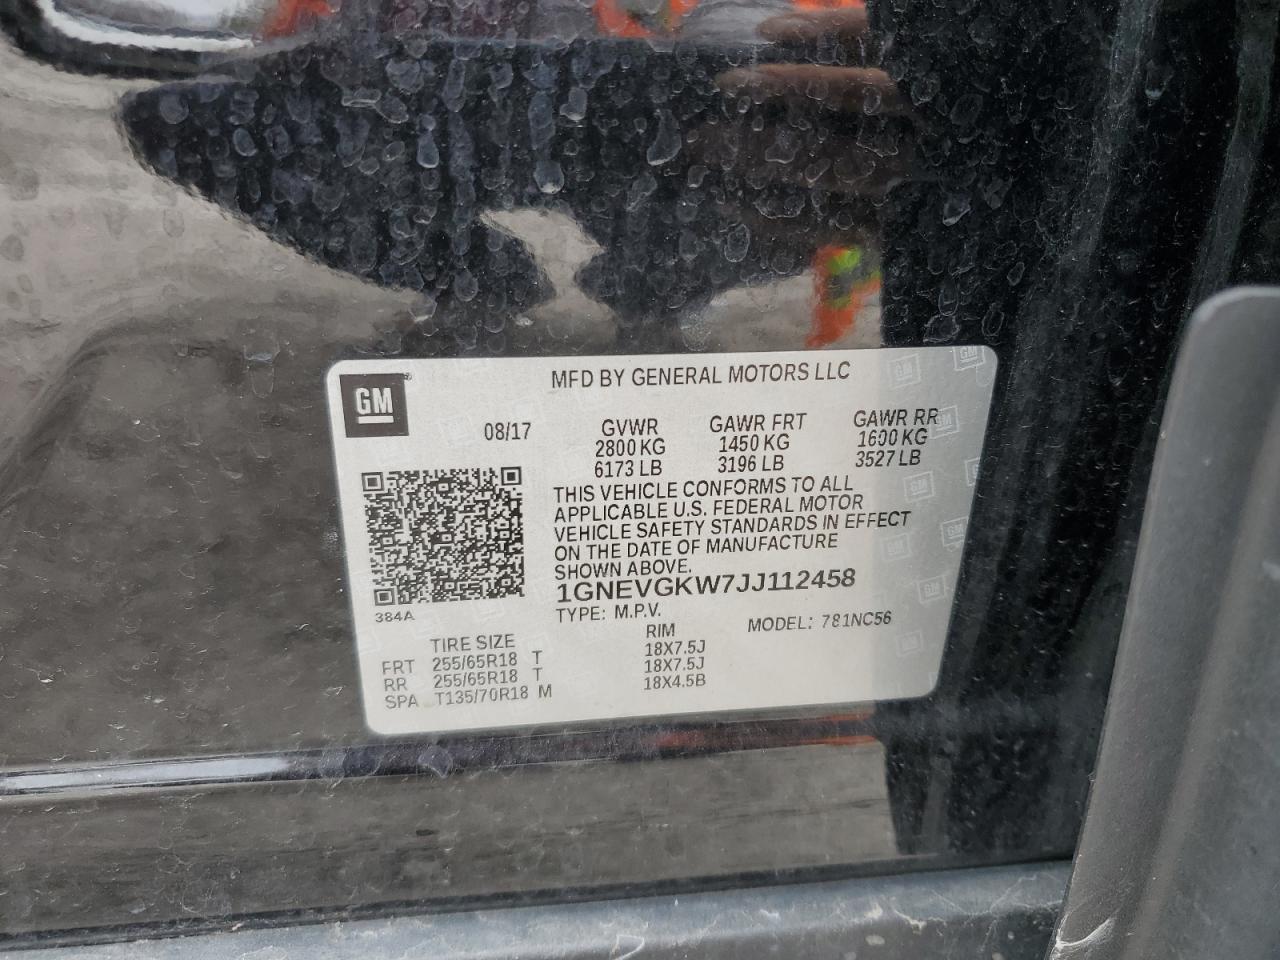 GM
MFD BY GENERAL MOTORS LLC
08/17
GVWR GAWR FRT GAWR RR
2800 KG 1450 KG 1600 KG
6173 LB 3196 LB 3527 LB
THIS VEHICLE CONFORMS TO ALL
APPLICABLE U.S. FEDERAL MOTOR
VEHICLE SAFETY STANDARDS IN EFFECT
ON THE DATE OF MANUFACTURE
SHOWN ABOVE.
1GNEVGKW7JJ112458
384A
TYPE: M.P.V. MODEL: 781NC56
TIRE SIZE RIM
FRT 255/65R18 T 18X7.5J
RR 255/65R18 T 18X7.5J
SPA T135/70R18 M 18X4.5B